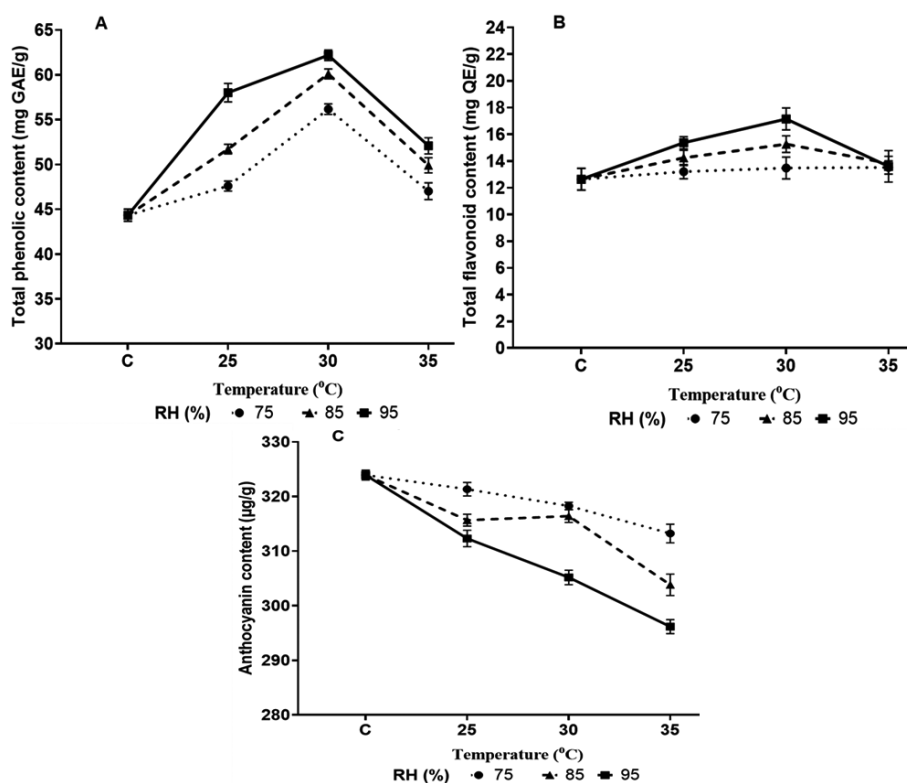 A
Total phenolic content (mg GAE/g)
65
60
55
50
45
40
35
30
C 25 30 35
Temperature (⁰C)
RH (%) 75 85 95
B
Total flavonoid content (mg QE/g)
24
22
20
18
16
14
12
10
8
6
4
2
0
C 25 30 35
Temperature (⁰C)
RH (%) 75 85 95
C
Anthocyanin content (µg/g)
330
320
310
300
290
280
C 25 30 35
Temperature (⁰C)
RH (%) 75 85 95